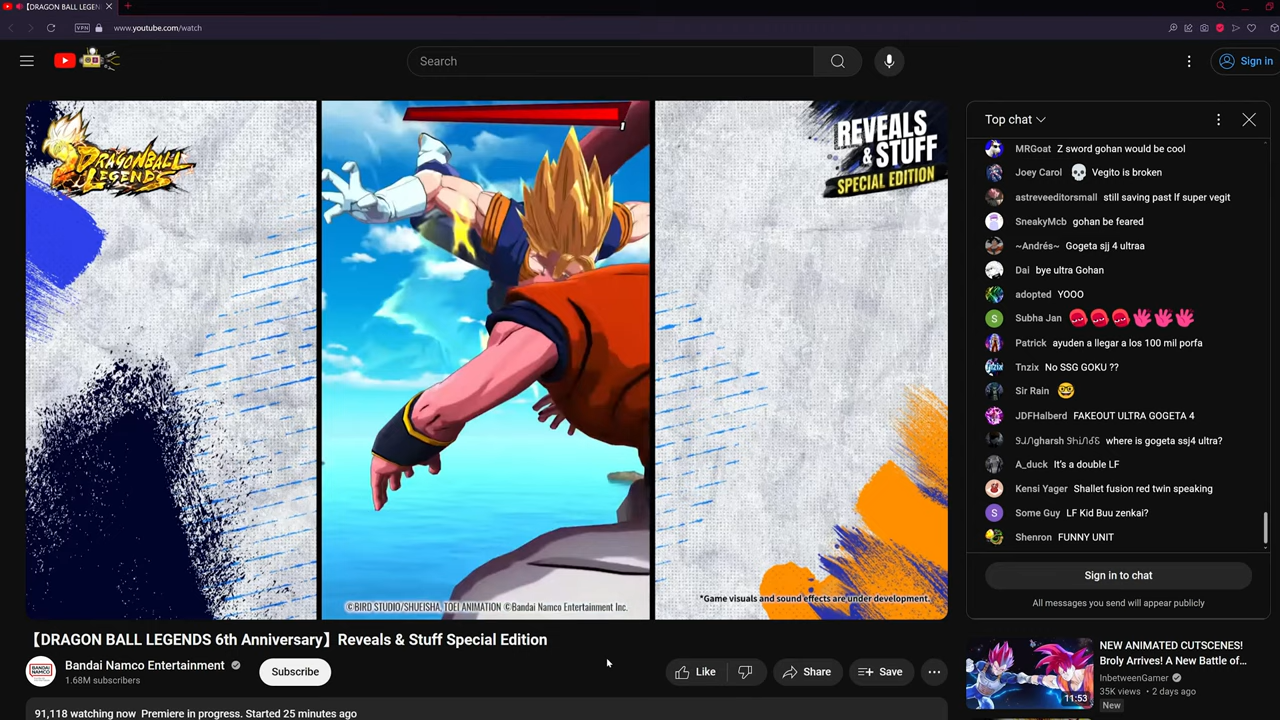 【DRAGON BALL LEGEN
VPN
www.youtube.com/watch
Search
Sign in
DRAGONBALL
LEGENDS
REVEALS
& STUFF
SPECIAL EDITION
©BIRD STUDIO/SHUEISHA, TOEI ANIMATION ©Bandai Namco Entertainment Inc.
*Game visuals and sound effects are under development.
Top chat
MRGoat Z sword gohan would be cool
Joey Carol 💀 Vegito is broken
astreveeditorsmall still saving past lf super vegit
SneakyMcb gohan be feared
~Andrés~ Gogeta sjj 4 ultraa
Dai bye ultra Gohan
adopted YOOO
S
Subha Jan
Patrick ayuden a llegar a los 100 mil porfa
Tnzix No SSG GOKU ??
Sir Rain 🤓
JDFHalberd FAKEOUT ULTRA GOGETA 4
where is gogeta ssj4 ultra?
A_duck It's a double LF
Kensi Yager Shallet fusion red twin speaking
S
Some Guy LF Kid Buu zenkai?
Shenron FUNNY UNIT
Sign in to chat
All messages you send will appear publicly
【DRAGON BALL LEGENDS 6th Anniversary】Reveals & Stuff Special Edition
BANDAI
NAMCO
Bandai Namco Entertainment
1.68M subscribers
Subscribe
Like
Share
Save
91,118 watching now Premiere in progress. Started 25 minutes ago
11:53
NEW ANIMATED CUTSCENES!
Broly Arrives! A New Battle of...
InbetweenGamer
35K views • 2 days ago
New